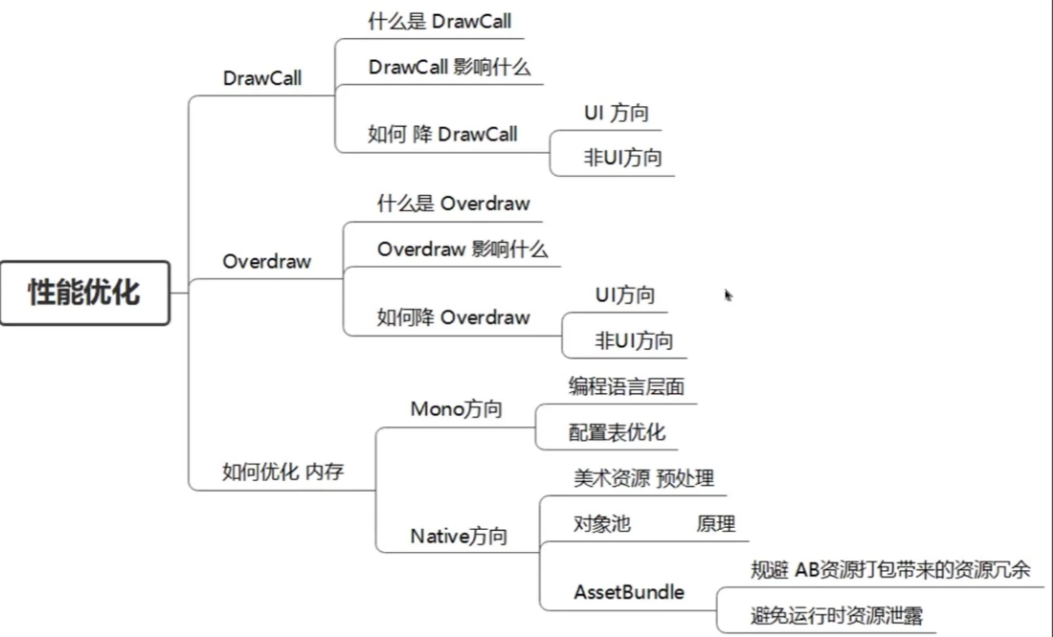 什么是 DrawCall
DrawCall 影响什么
DrawCall
如何 降 DrawCall
UI 方向
非UI方向
什么是 Overdraw
Overdraw 影响什么
Overdraw
如何降 Overdraw
UI方向
非UI方向
性能优化
Mono方向
编程语言层面
配置表优化
如何优化 内存
美术资源 预处理
对象池 原理
Native方向
AssetBundle
规避 AB资源打包带来的资源冗余
避免运行时资源泄露